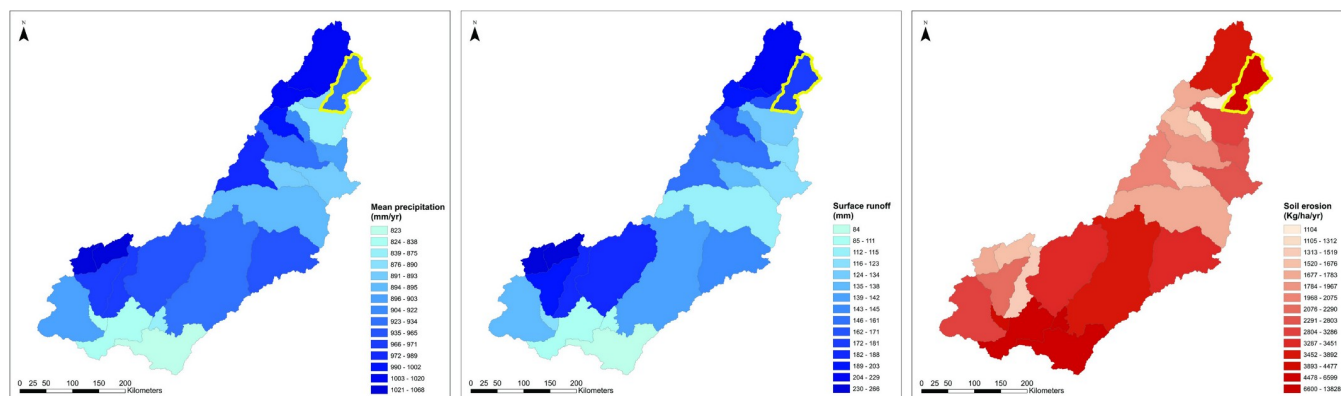 N
Mean precipitation
(mm/yr)
823
824 - 838
839 - 875
876 - 890
891 - 893
894 - 895
896 - 903
904 - 922
923 - 934
935 - 965
966 - 971
972 - 989
990 - 1002
1003 - 1020
1021 - 1068
0 25 50 100 150 200
Kilometers
N
Surface runoff
(mm)
84
85 - 111
112 - 115
116 - 123
124 - 134
135 - 138
139 - 142
143 - 145
146 - 161
162 - 171
172 - 181
182 - 188
189 - 203
204 - 229
230 - 266
0 25 50 100 150 200
Kilometers
N
Soil erosion
(Kg/ha/yr)
1104
1105 - 1312
1313 - 1519
1520 - 1676
1677 - 1783
1784 - 1967
1968 - 2075
2076 - 2290
2291 - 2803
2804 - 3286
3287 - 3451
3452 - 3892
3893 - 4477
4478 - 6599
6600 - 13828
0 25 50 100 150 200
Kilometers